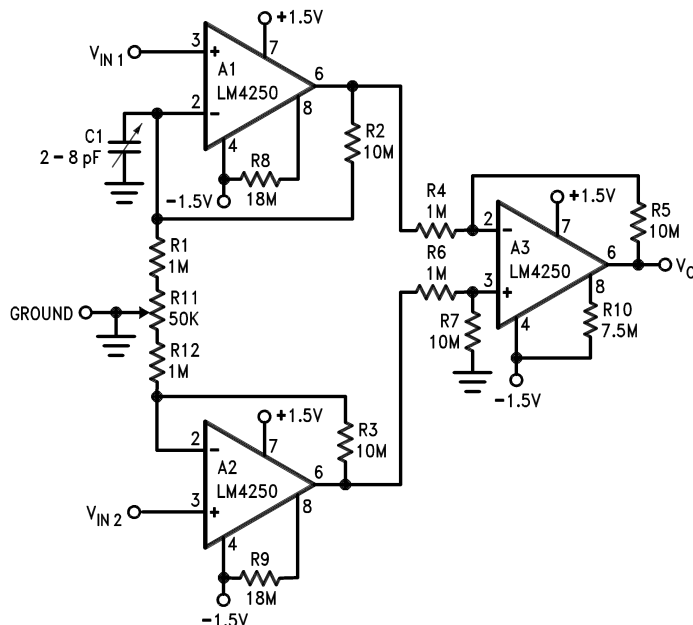 +1.5V
V IN 1
3
+
7
A1
LM4250
6
2
–
8
C1
2 – 8 pF
4
R8
18M
–1.5V
R2
10M
R4
1M
+1.5V
R5
10M
2
–
7
A3
LM4250
6
V O
R6
1M
3
+
8
R10
7.5M
4
R7
10M
–1.5V
R1
1M
GROUND
R11
50K
R12
1M
+1.5V
2
–
7
R3
10M
A2
LM4250
6
V IN 2
3
+
8
4
R9
18M
–1.5V